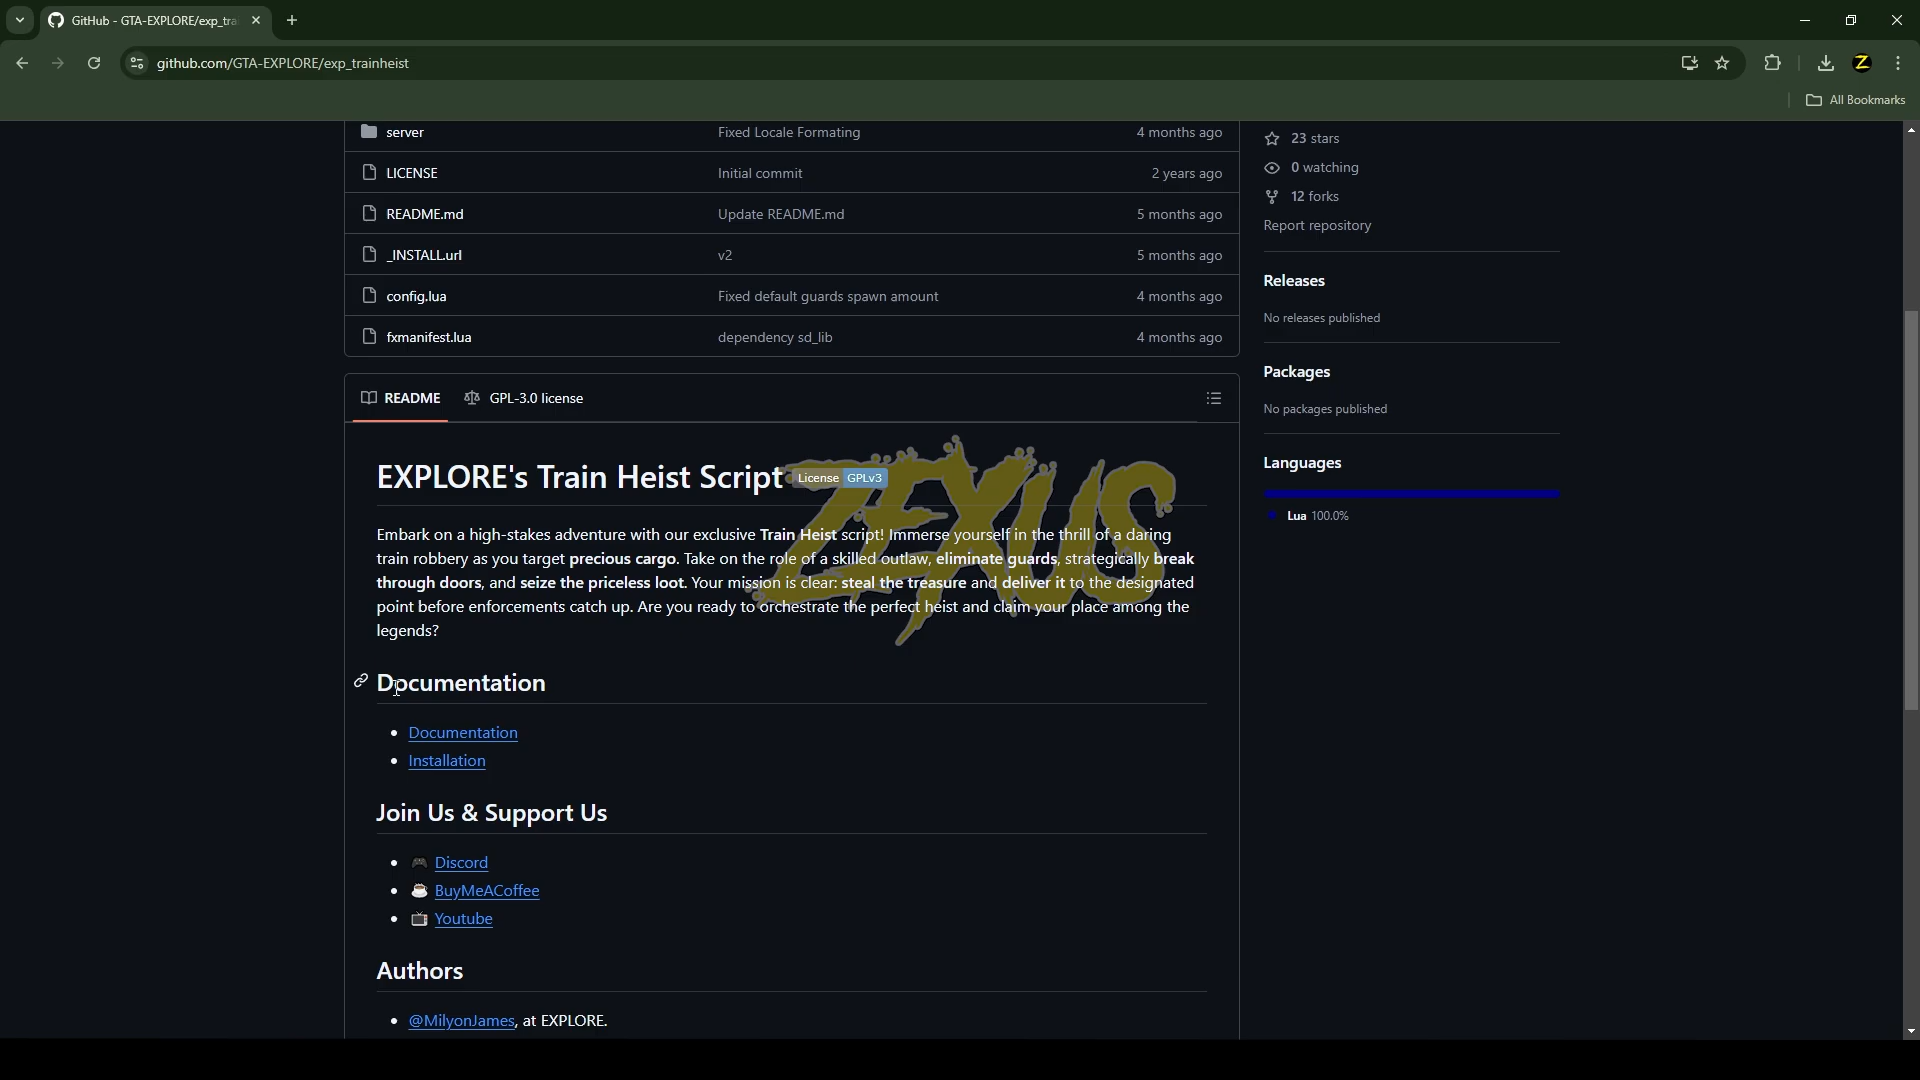 GitHub - GTA-EXPLORE/exp_tra
github.com/GTA-EXPLORE/exp_trainheist
All Bookmarks
server Fixed Locale Formating 4 months ago
LICENSE Initial commit 2 years ago
README.md Update README.md 5 months ago
_INSTALL.url v2 5 months ago
config.lua Fixed default guards spawn amount 4 months ago
fxmanifest.lua dependency sd_lib 4 months ago
23 stars
0 watching
12 forks
Report repository
Releases
No releases published
Packages
No packages published
Languages
Lua 100.0%
README GPL-3.0 license
ZEXUS
EXPLORE's Train Heist Script License GPLv3
Embark on a high-stakes adventure with our exclusive Train Heist script! Immerse yourself in the thrill of a daring
train robbery as you target precious cargo. Take on the role of a skilled outlaw, eliminate guards, strategically break
through doors, and seize the priceless loot. Your mission is clear: steal the treasure and deliver it to the designated
point before enforcements catch up. Are you ready to orchestrate the perfect heist and claim your place among the
legends?
Documentation
Documentation
Installation
Join Us & Support Us
Discord
BuyMeACoffee
Youtube
Authors
@MilyonJames, at EXPLORE.